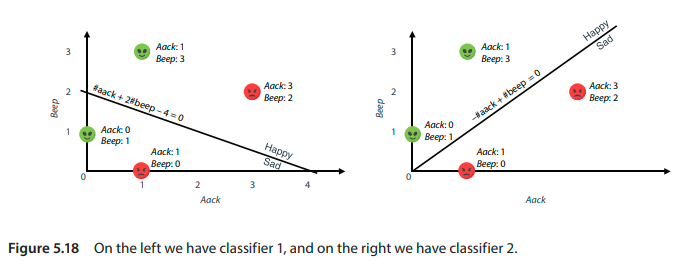 3
2
1
0
Beep
#aack + 2#beep – 4 = 0
Aack: 1
Beep: 3
Aack: 3
Beep: 2
Aack: 0
Beep: 1
Aack: 1
Beep: 0
Happy
Sad
1
2
3
4
Aack
3
2
1
0
Beep
–#aack + #beep = 0
Happy
Sad
Aack: 1
Beep: 3
Aack: 3
Beep: 2
Aack: 0
Beep: 1
Aack: 1
Beep: 0
Aack
Figure 5.18 On the left we have classifier 1, and on the right we have classifier 2.